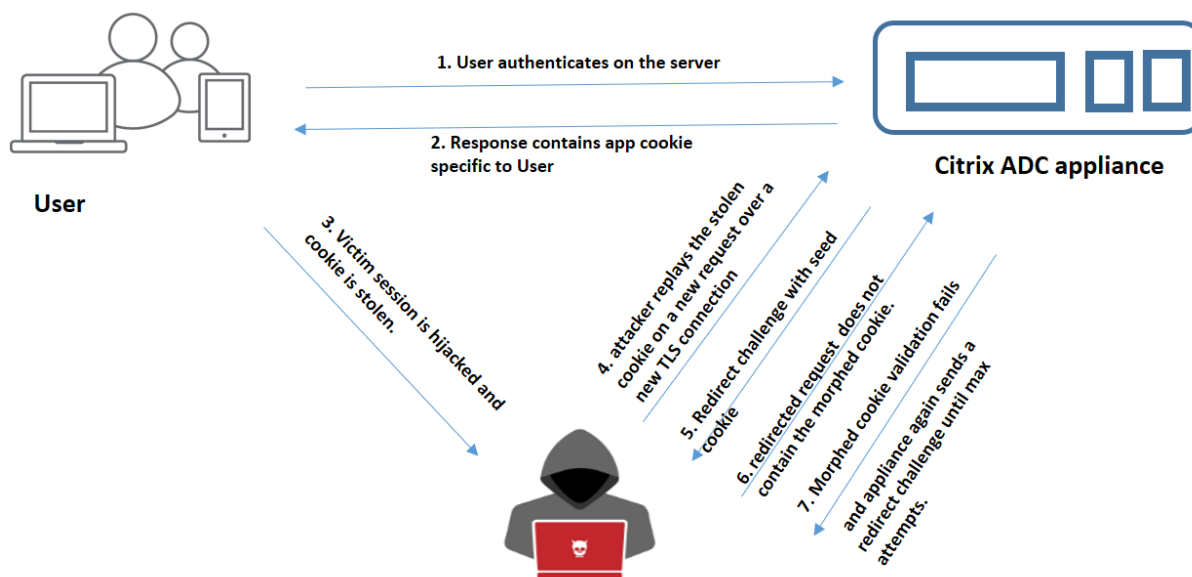 1. User authenticates on the server
2. Response contains app cookie
specific to User
User
Citrix ADC appliance
3. Victim session is hijacked and
cookie is stolen.
4. attacker replays the stolen
cookie on a new request over a
new TLS connection
5. Redirect challenge with seed
cookie
6. redirected request does not
contain the morphed cookie.
7. Morphed cookie validation fails
and appliance again sends a
redirect challenge until max
attempts.